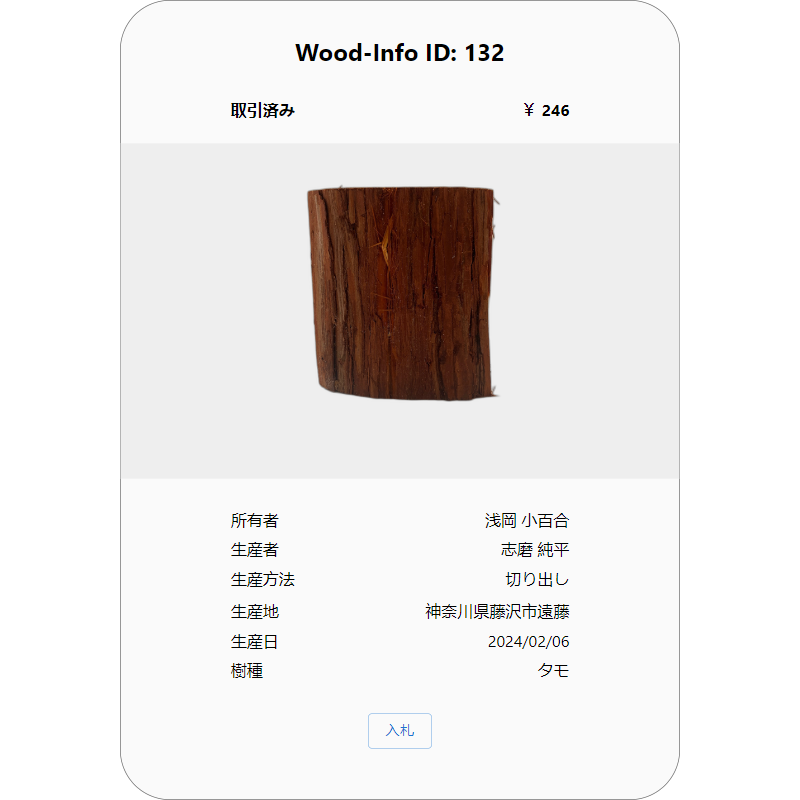 Wood-Info ID: 132
取引済み ￥ 246
所有者 浅岡 小百合
生産者 志磨 純平
生産方法 切り出し
生産地 神奈川県藤沢市遠藤
生産日 2024/02/06
樹種 タモ
入札